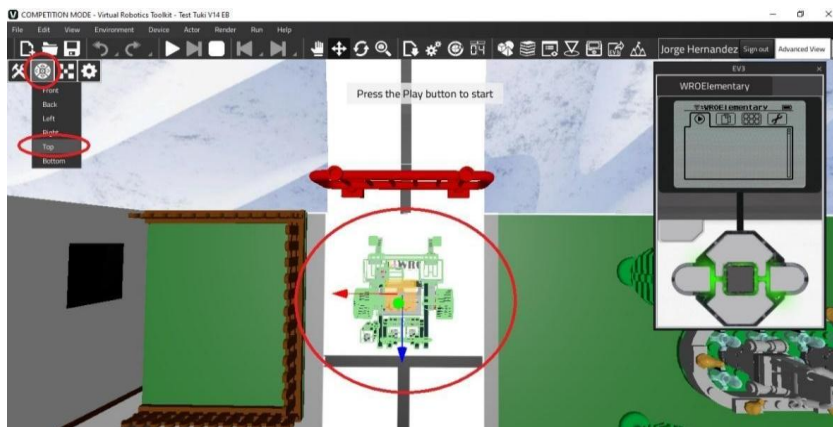 COMPETITION MODE - Virtual Robotics Toolkit - Test Tuki V14 EB
File Edit View Environment Device Actor Render Run Help
Jorge Hernandez Sign out Advanced View
EV3
Front
Back
Left
Right
Top
Bottom
Press the Play button to start
WROElementary
WROElementary
WRO